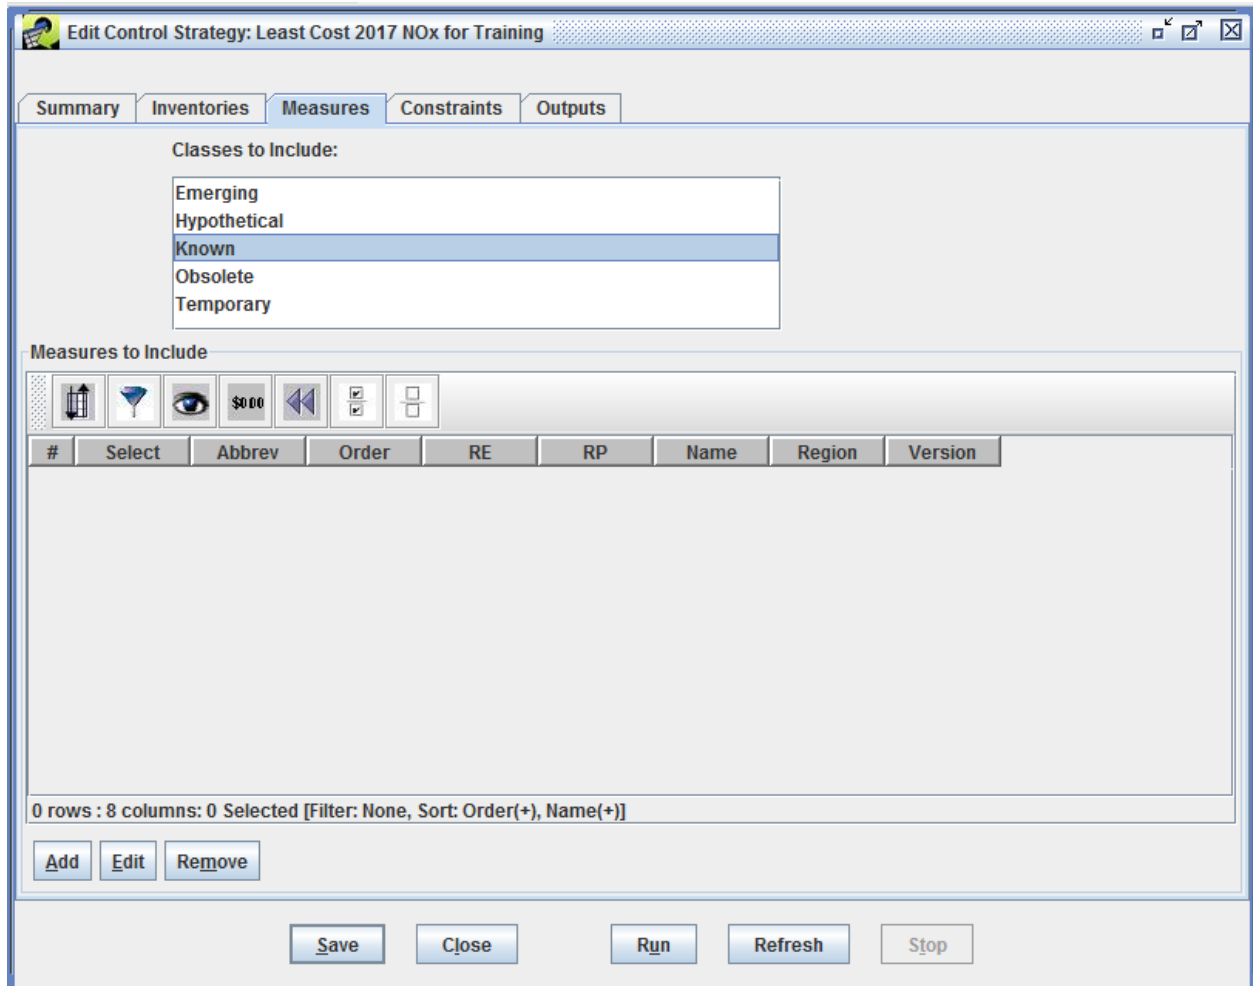 Edit Control Strategy: Least Cost 2017 NOx for Training
Summary Inventories Measures Constraints Outputs
Classes to Include:
Emerging
Hypothetical
Known
Obsolete
Temporary
Measures to Include
$000
# Select Abbrev Order RE RP Name Region Version
0 rows : 8 columns: 0 Selected [Filter: None, Sort: Order(+), Name(+)]
Add Edit Remove
Save Close Run Refresh Stop